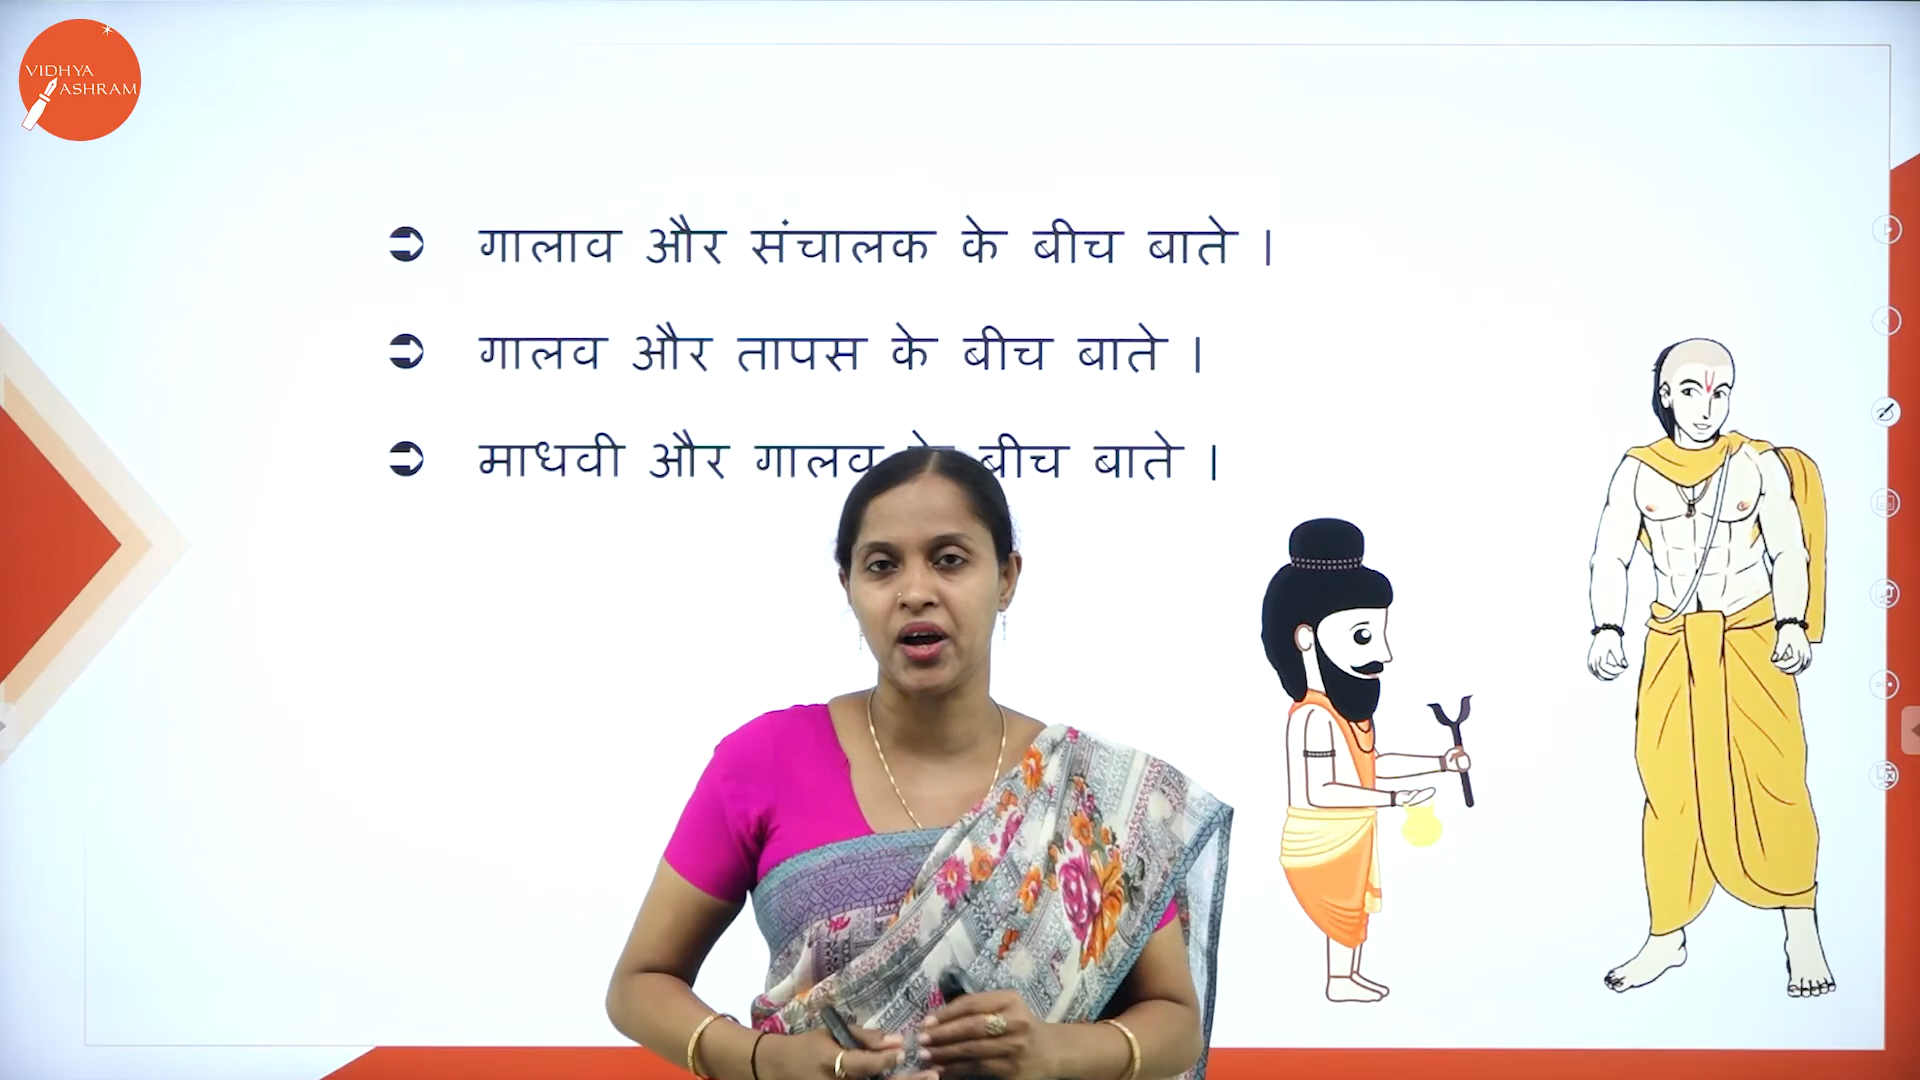 VIDHYA
ASHRAM
गालाव और संचालक के बीच बाते ।
गालव और तापस के बीच बाते ।
माधवी और गालव के बीच बाते ।